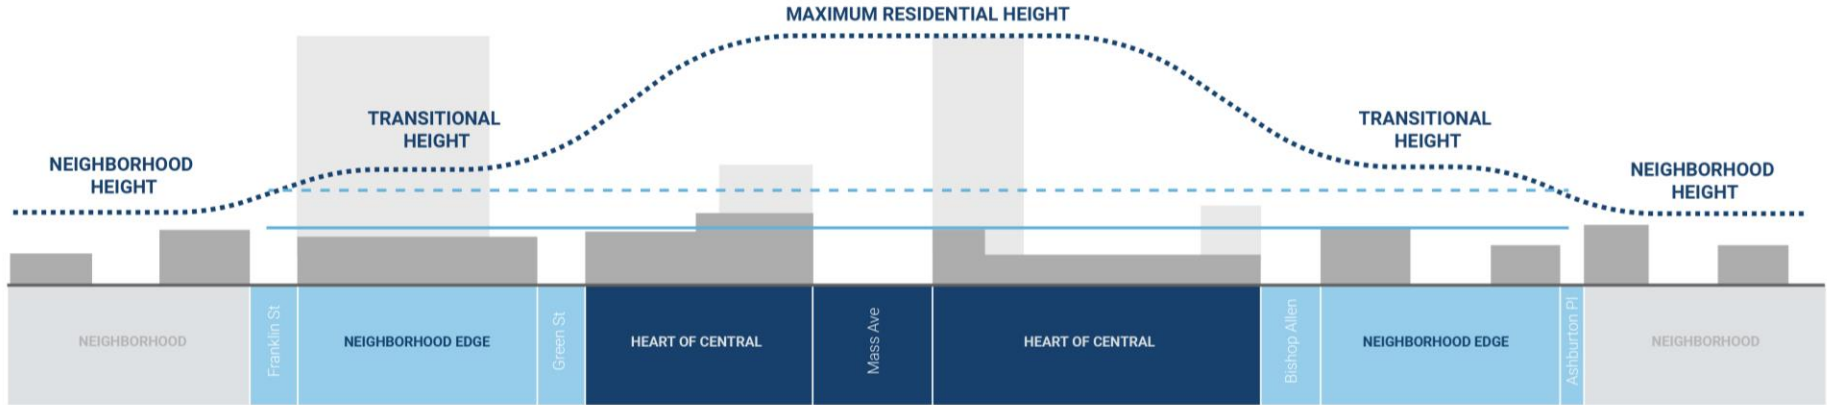 MAXIMUM RESIDENTIAL HEIGHT
TRANSITIONAL
HEIGHT
TRANSITIONAL
HEIGHT
NEIGHBORHOOD
HEIGHT
NEIGHBORHOOD
HEIGHT
NEIGHBORHOOD
Franklin St
NEIGHBORHOOD EDGE
Green St
HEART OF CENTRAL
Mass Ave
HEART OF CENTRAL
Bishop Allen
NEIGHBORHOOD EDGE
Ashburton Pl
NEIGHBORHOOD